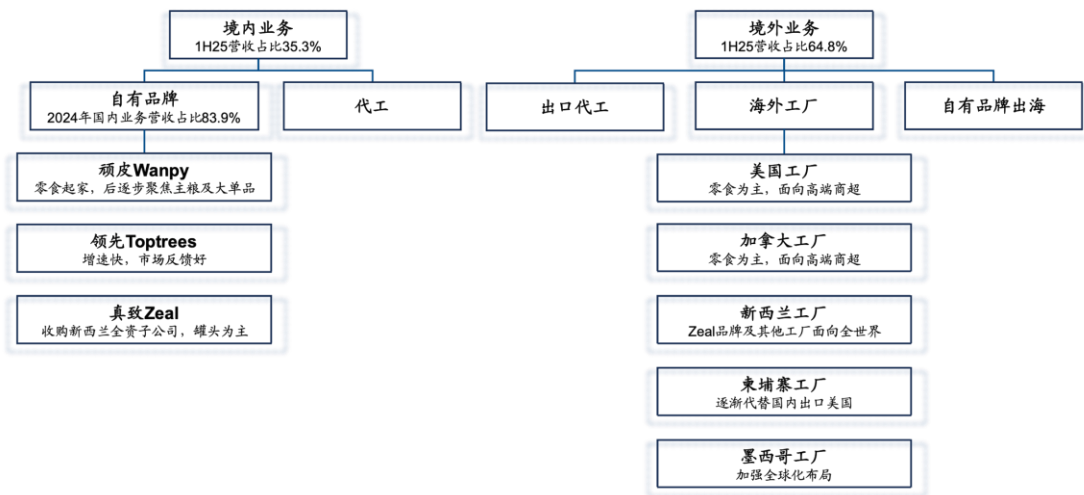 境内业务
1H25营收占比35.3%
自有品牌
2024年国内业务营收占比83.9%
代工
顽皮Wanpy
零食起家，后逐步聚焦主粮及大单品
领先Toptrees
增速快，市场反馈好
真致Zeal
收购新西兰全资子公司，罐头为主
境外业务
1H25营收占比64.8%
出口代工
海外工厂
自有品牌出海
美国工厂
零食为主，面向高端商超
加拿大工厂
零食为主，面向高端商超
新西兰工厂
Zeal品牌及其他工厂面向全世界
柬埔寨工厂
逐渐代替国内出口美国
墨西哥工厂
加强全球化布局